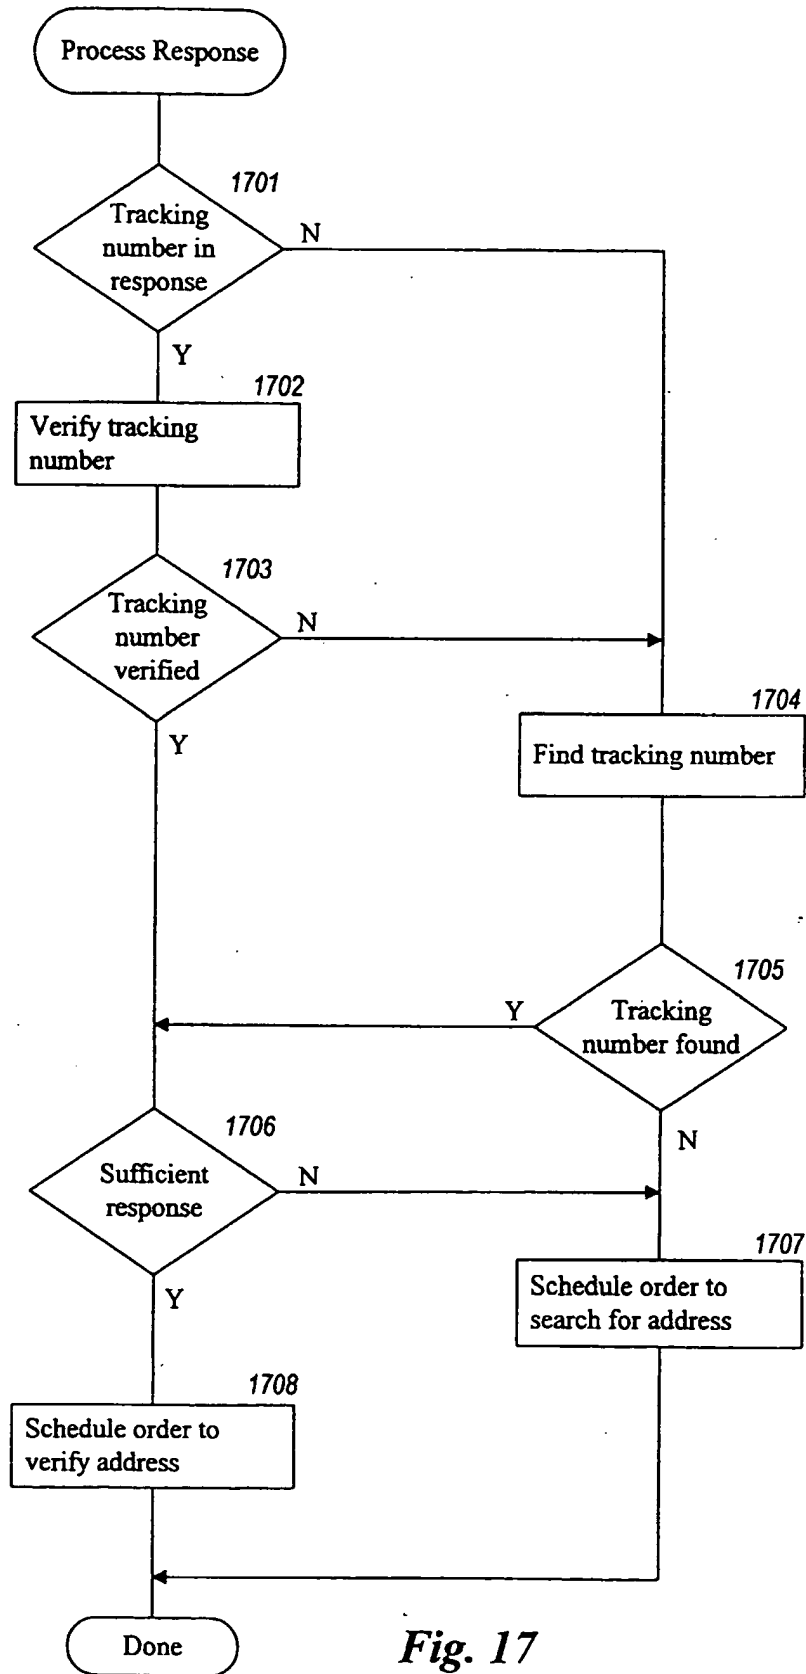 Process Response
1701
Tracking
number in
response
N
Y
1702
Verify tracking
number
1703
Tracking
number
verified
N
Y
1704
Find tracking number
1705
Tracking
number found
Y
N
1706
Sufficient
response
N
Y
1707
Schedule order to
search for address
1708
Schedule order to
verify address
Done
Fig. 17